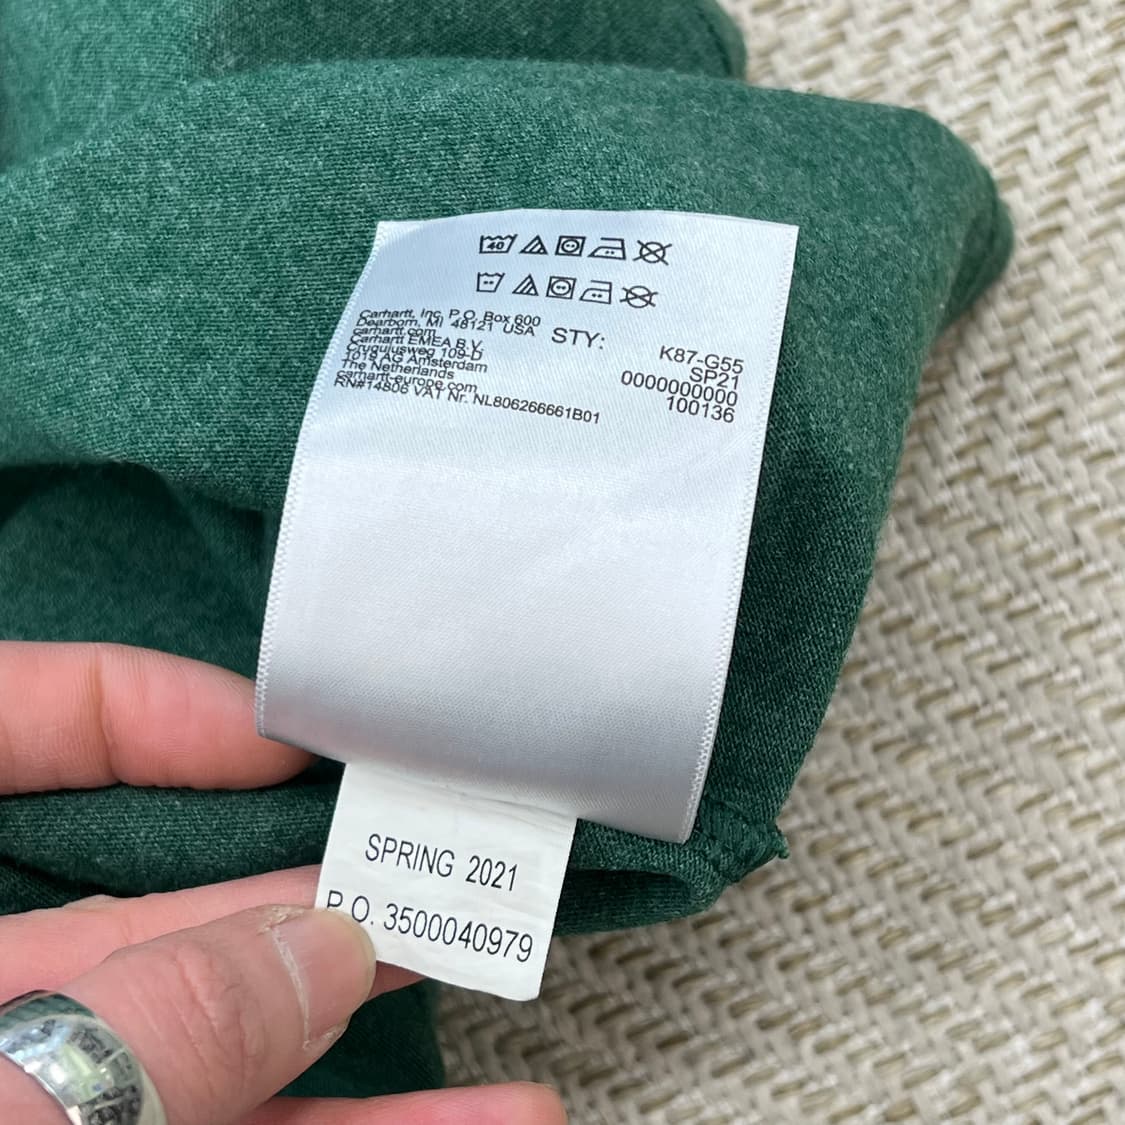 40
Carhartt, Inc. P.O. Box 600
Dearborn, MI 48121 USA
carhartt.com
Carhartt EMEA B.V.
Cruquiusweg 109-D
1019 AG Amsterdam
The Netherlands
carhartt-europe.com
RN#14806 VAT Nr. NL806266661B01
STY:
K87-G55
SP21
0000000000
100136
SPRING 2021
P.O. 3500040979